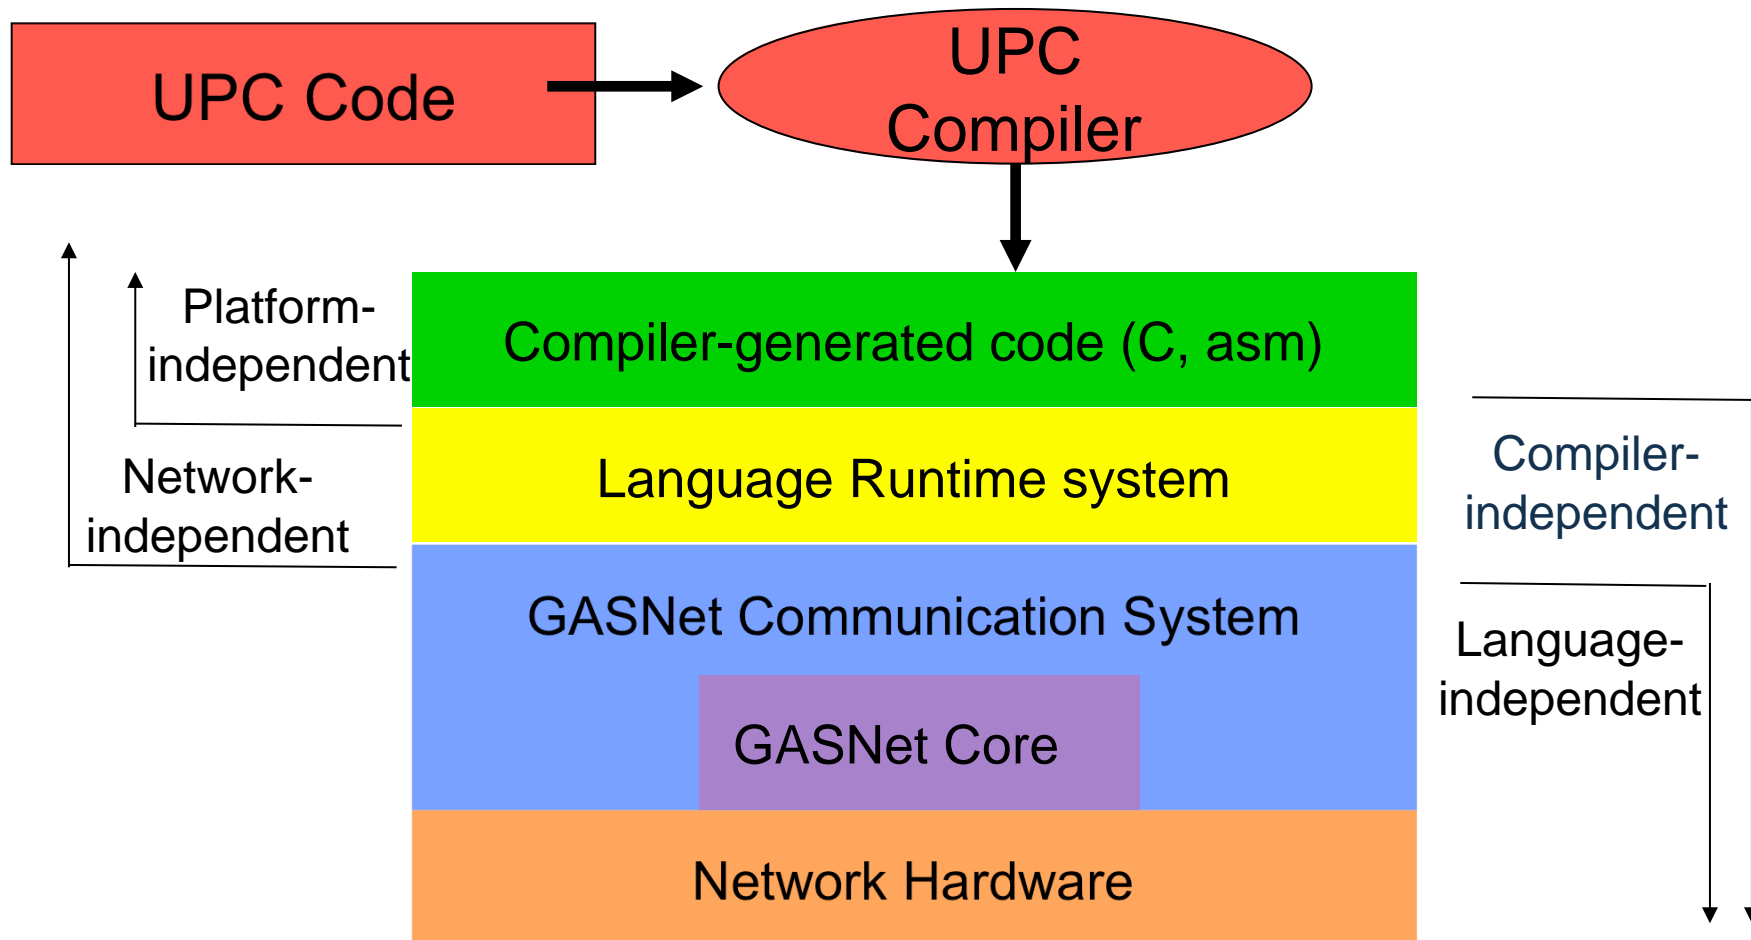 UPC Code
UPC
Compiler
Platform-
independent
Compiler-generated code (C, asm)
Network-
independent
Language Runtime system
Compiler-
independent
GASNet Communication System
Language-
independent
GASNet Core
Network Hardware